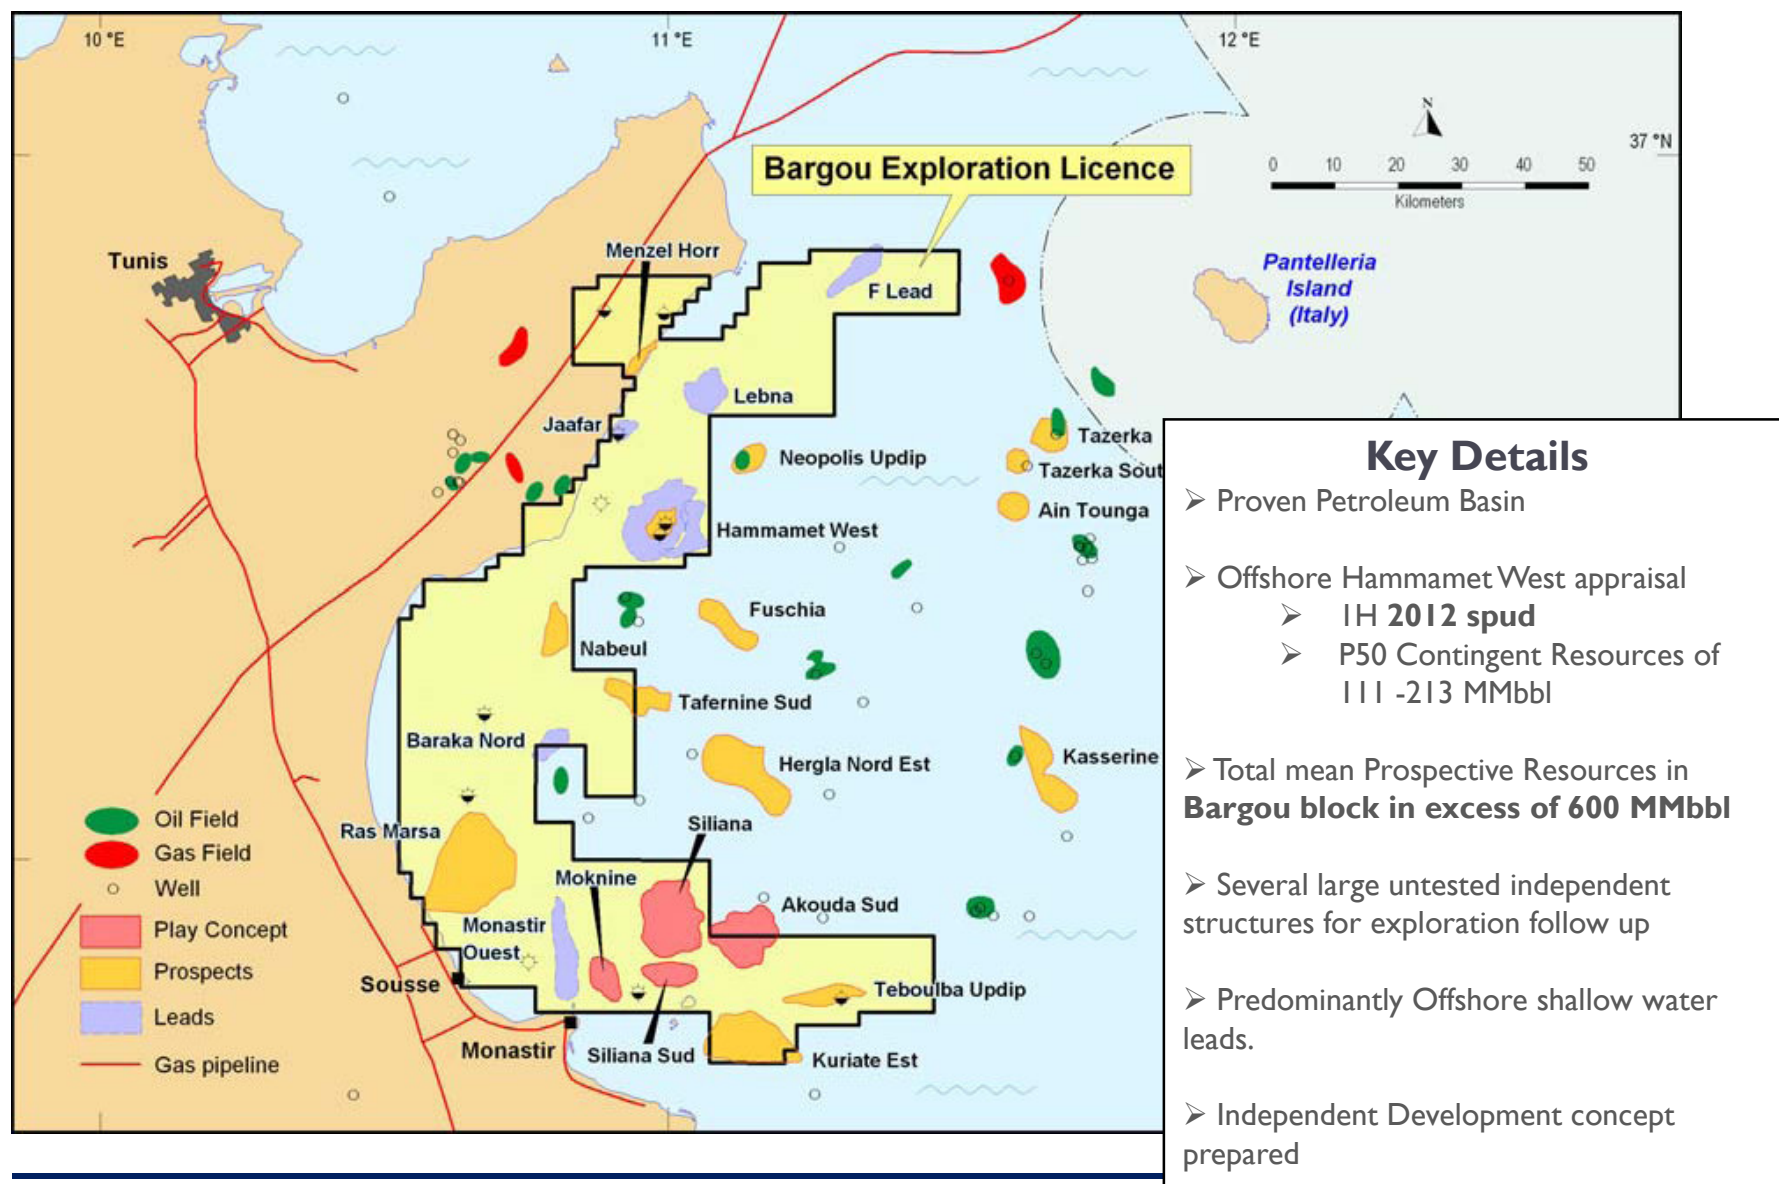 10 °E
11 °E
12 °E
N
37 °N
0 10 20 30 40 50
Kilometers
Bargou Exploration Licence
Tunis
Menzel Horr
F Lead
Pantelleria
Island
(Italy)
Lebna
Jaafar
Neopolis Updip
Tazerka
Tazerka Sout
Ain Tounga
Hammamet West
Fuschia
Nabeul
Tafernine Sud
Baraka Nord
Hergla Nord Est
Kasserine
Ras Marsa
Siliana
Moknine
Akouda Sud
Monastir
Ouest
Sousse
Teboulba Updip
Monastir
Siliana Sud
Kuriate Est
Oil Field
Gas Field
Well
Play Concept
Prospects
Leads
Gas pipeline
Key Details
➢ Proven Petroleum Basin
➢ Offshore Hammamet West appraisal
➢ 1H 2012 spud
➢ P50 Contingent Resources of
111 -213 MMbbl
➢ Total mean Prospective Resources in
Bargou block in excess of 600 MMbbl
➢ Several large untested independent
structures for exploration follow up
➢ Predominantly Offshore shallow water
leads.
➢ Independent Development concept
prepared